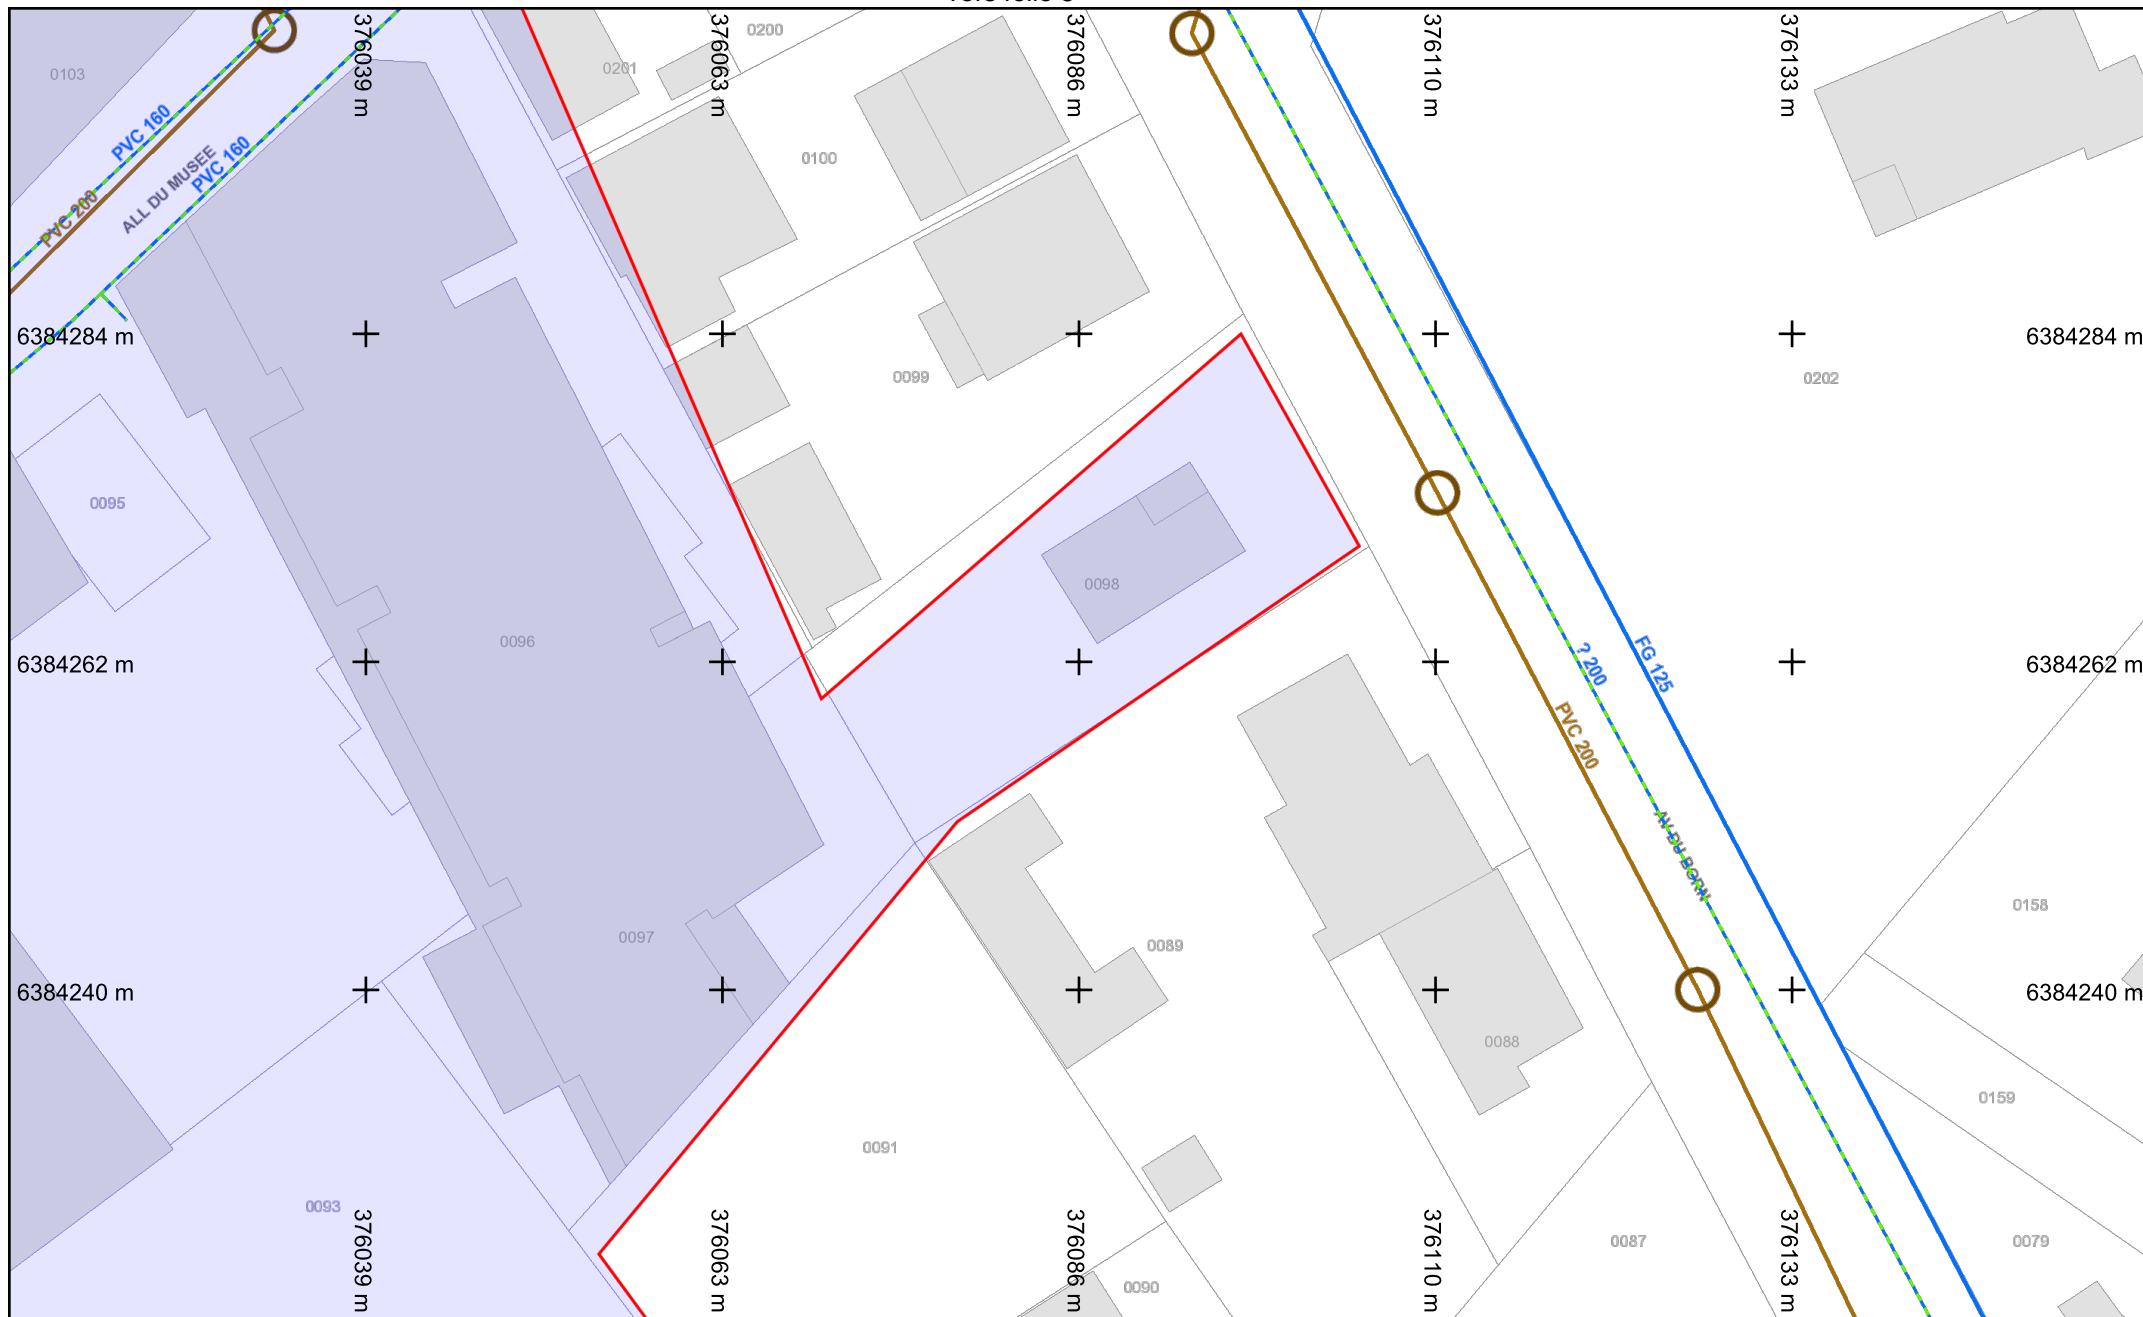 0200
0103
0201
376039 m
376063 m
376086 m
376110 m
376133 m
PVC 160
PVC 160
ALL DU MUSEE
PVC 200
0100
6384284 m
6384284 m
0099
0202
0095
0098
0096
6384262 m
6384262 m
? 200
FG 125
PVC 200
AV DU BORN
0158
0097
0089
6384240 m
6384240 m
0088
0159
0091
0093
0087
0079
0090
376039 m
376063 m
376086 m
376110 m
376133 m